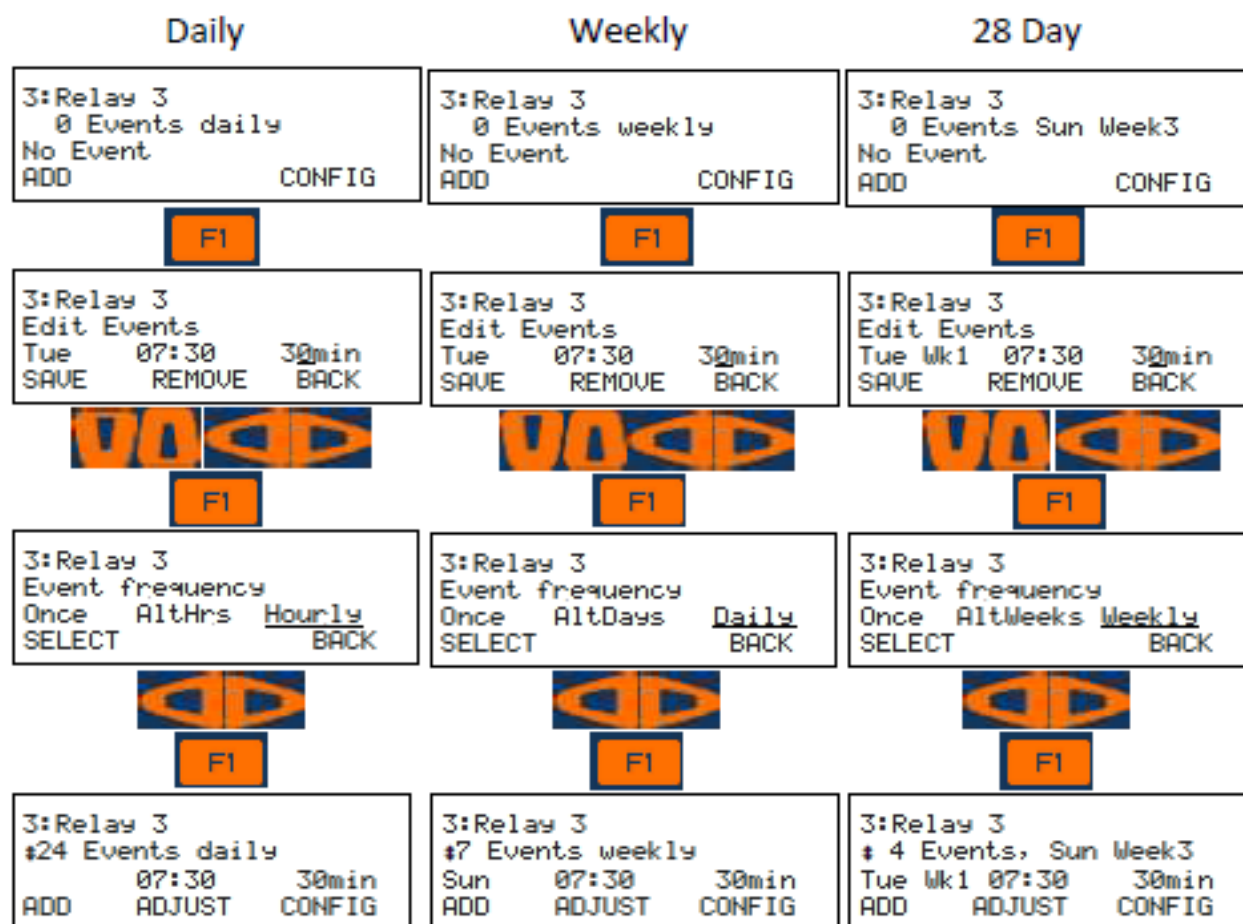 Daily
3:Relay 3
0 Events daily
No Event
ADD CONFIG
F1
3:Relay 3
Edit Events
Tue 07:30 30min
SAVE REMOVE BACK
F1
3:Relay 3
Event frequency
Once AltHrs Hourly
SELECT BACK
F1
3:Relay 3
↕24 Events daily
07:30 30min
ADD ADJUST CONFIG
Weekly
3:Relay 3
0 Events weekly
No Event
ADD CONFIG
F1
3:Relay 3
Edit Events
Tue 07:30 30min
SAVE REMOVE BACK
F1
3:Relay 3
Event frequency
Once AltDays Daily
SELECT BACK
F1
3:Relay 3
↕7 Events weekly
Sun 07:30 30min
ADD ADJUST CONFIG
28 Day
3:Relay 3
0 Events Sun Week3
No Event
ADD CONFIG
F1
3:Relay 3
Edit Events
Tue Wk1 07:30 30min
SAVE REMOVE BACK
F1
3:Relay 3
Event frequency
Once AltWeeks Weekly
SELECT BACK
F1
3:Relay 3
↕ 4 Events, Sun Week3
Tue Wk1 07:30 30min
ADD ADJUST CONFIG